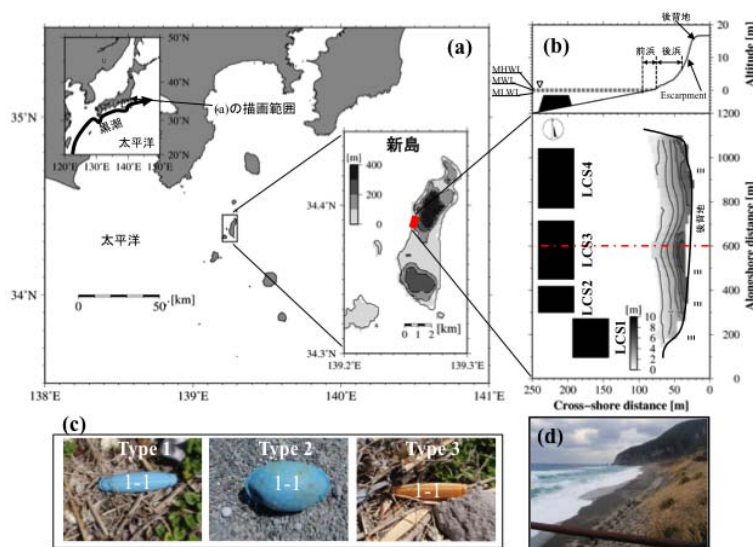 (a)
50°N
40°N
30°N
20°N
120°E 130°E 140°E 150°E
黒潮
太平洋
(a)の描画範囲
35°N
34°N
太平洋
0 50 [km]
138°E 139°E 140°E 141°E
新島
[m]
400
200
0
34.4°N
34.3°N
0 1 2 [km]
139.2°E 139.3°E
(b)
後背地
前浜 後浜
MHWL
MWL
MLWL
Escarpment
20
10
0
Altitude [m]
LCS4
LCS3
LCS2
LCS1
後背地
[m]
10
8
6
4
2
0
1200
1000
800
600
400
200
0
Alongshore distance [m]
250 200 150 100 50 0
Cross-shore distance [m]
(c)
Type 1 Type 2 Type 3
1-1 1-1 1-1
(d)